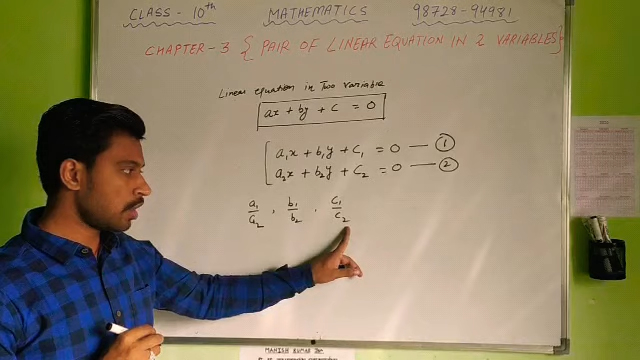 CLASS - 10th MATHEMATICS 98728-94981
CHAPTER-3 { PAIR OF LINEAR EQUATION IN 2 VARIABLES }
Linear equation in Two variable
ax + by + c = 0
a₁x + b₁y + c₁ = 0 — ①
a₂x + b₂y + c₂ = 0 — ②
a₁/a₂ , b₁/b₂ , c₁/c₂
MANISH KUMAR